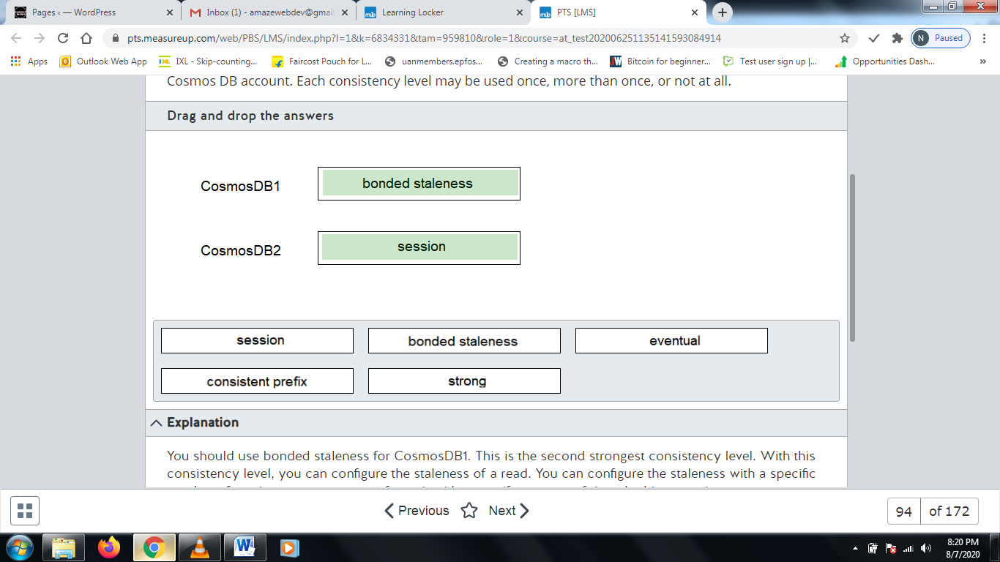 Pages ‹ — WordPress
Inbox (1) - amazewebdev@gmail
Learning Locker
PTS [LMS]
pts.measureup.com/web/PBS/LMS/index.php?l=1&k=6834331&tam=959810&role=1&course=at_test202006251135141593084914
N Paused
Apps
Outlook Web App
IXL - Skip-counting...
Faircost Pouch for L...
uanmembers.epfos...
Creating a macro th...
Bitcoin for beginner...
Test user sign up |...
Opportunities Dash...
Cosmos DB account. Each consistency level may be used once, more than once, or not at all.
Drag and drop the answers
CosmosDB1
bonded staleness
CosmosDB2
session
session
bonded staleness
eventual
consistent prefix
strong
Explanation
You should use bonded staleness for CosmosDB1. This is the second strongest consistency level. With this
consistency level, you can configure the staleness of a read. You can configure the staleness with a specific
Previous
Next
94 of 172
8:20 PM
8/7/2020